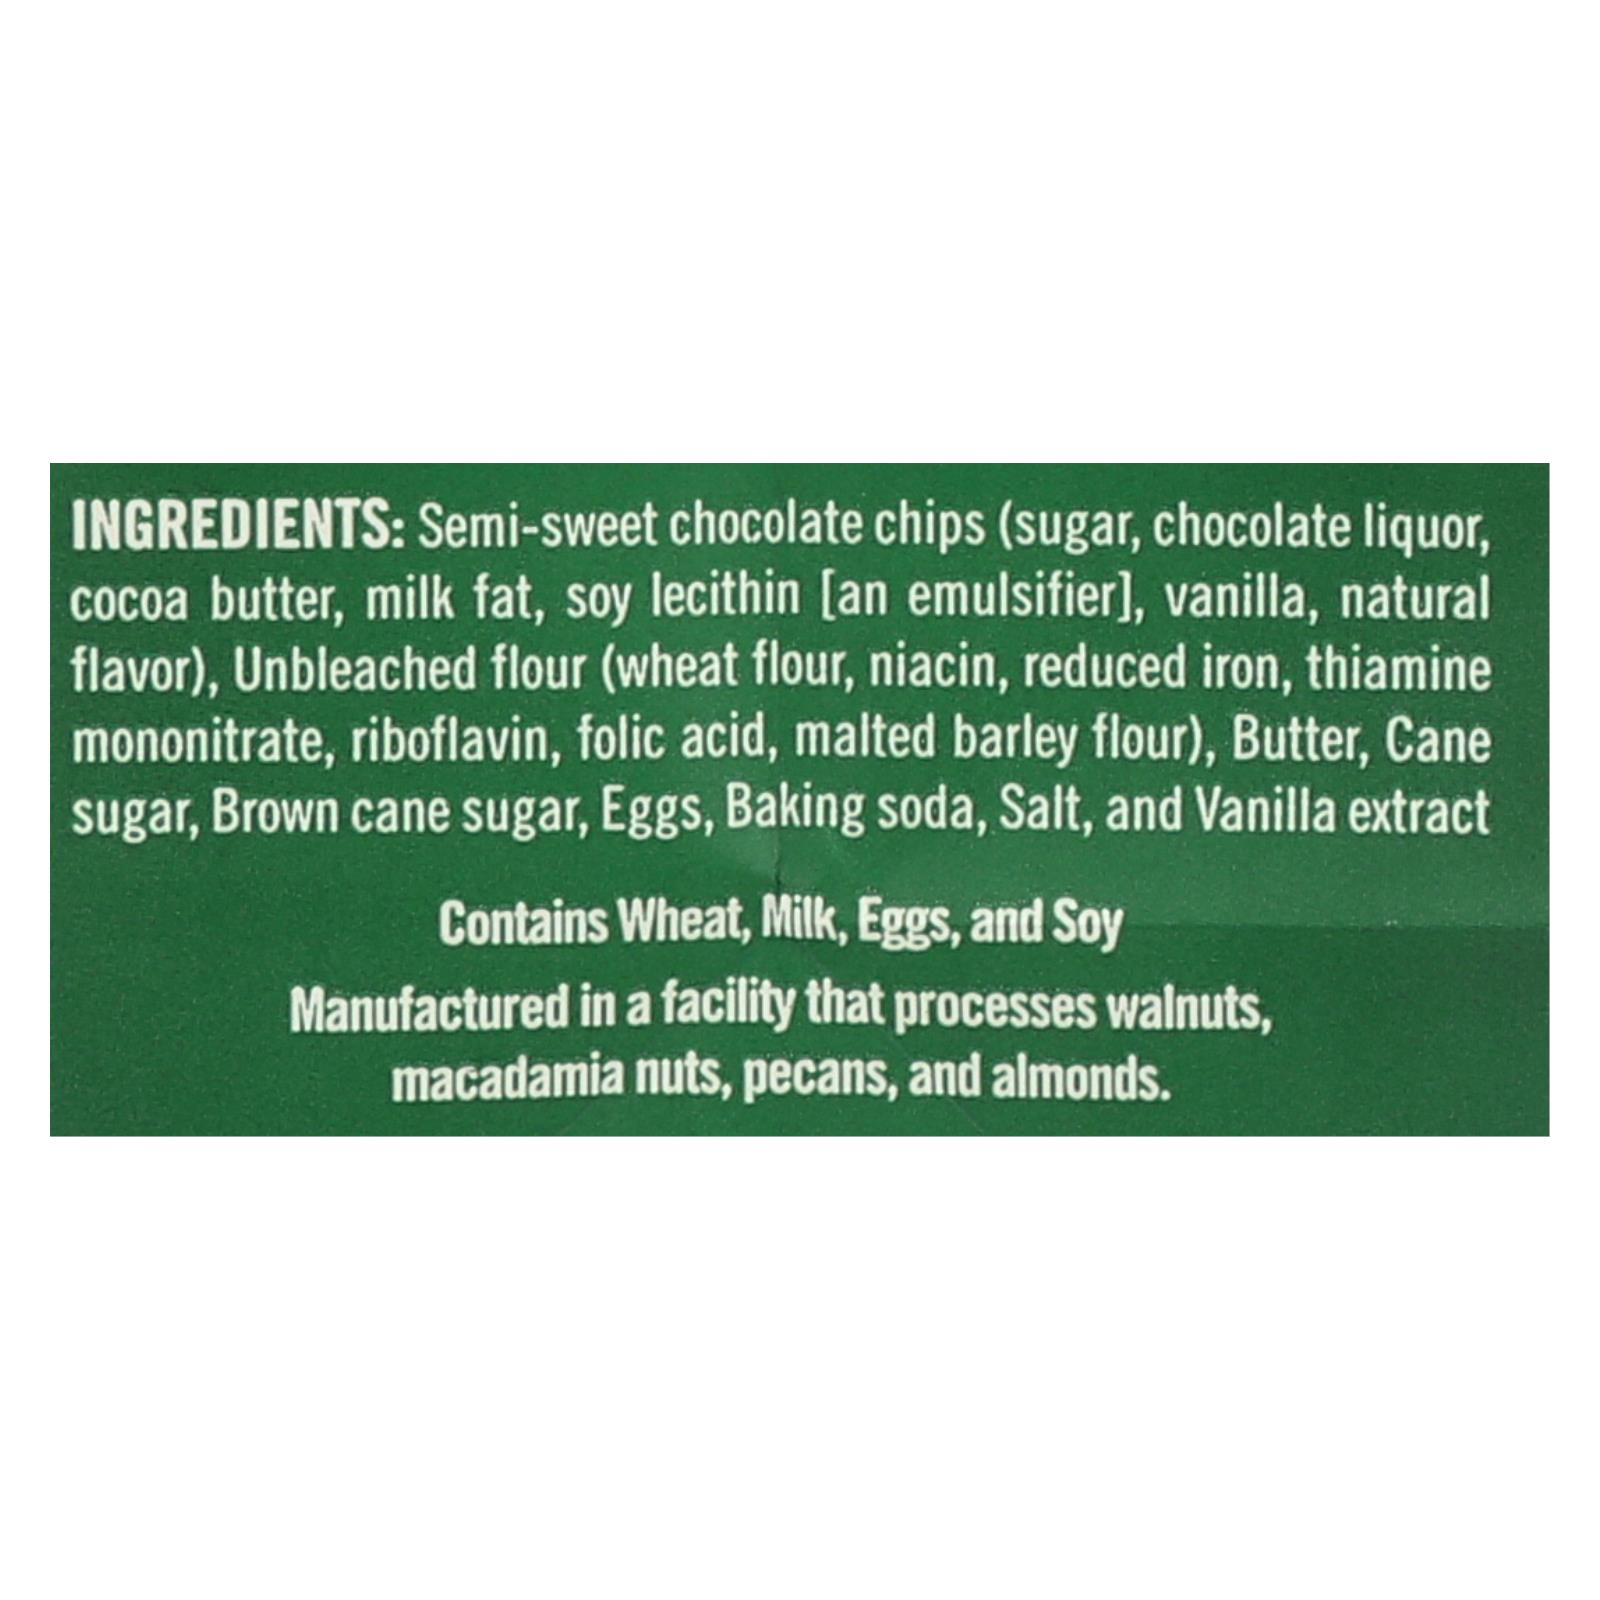 INGREDIENTS: Semi-sweet chocolate chips (sugar, chocolate liquor,
cocoa butter, milk fat, soy lecithin [an emulsifier], vanilla, natural
flavor), Unbleached flour (wheat flour, niacin, reduced iron, thiamine
mononitrate, riboflavin, folic acid, malted barley flour), Butter, Cane
sugar, Brown cane sugar, Eggs, Baking soda, Salt, and Vanilla extract
Contains Wheat, Milk, Eggs, and Soy
Manufactured in a facility that processes walnuts,
macadamia nuts, pecans, and almonds.